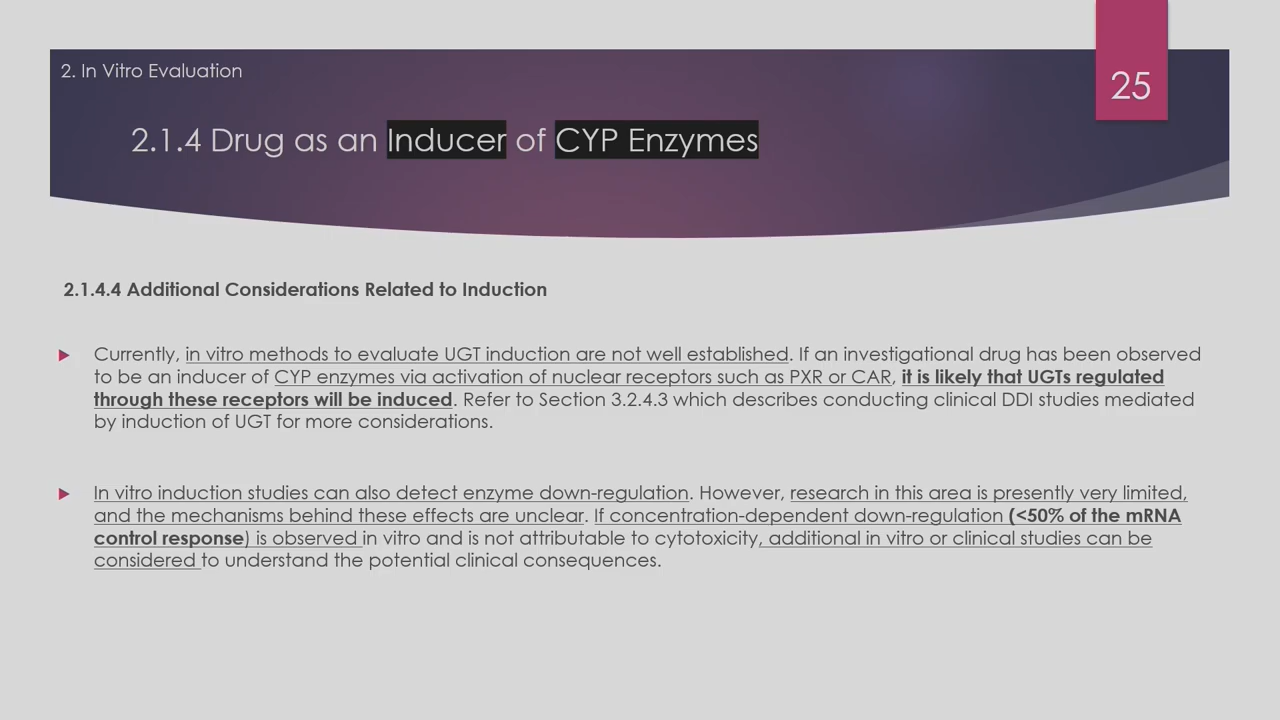 2. In Vitro Evaluation
25
2.1.4 Drug as an Inducer of CYP Enzymes
2.1.4.4 Additional Considerations Related to Induction
Currently, in vitro methods to evaluate UGT induction are not well established. If an investigational drug has been observed
to be an inducer of CYP enzymes via activation of nuclear receptors such as PXR or CAR, it is likely that UGTs regulated
through these receptors will be induced. Refer to Section 3.2.4.3 which describes conducting clinical DDI studies mediated
by induction of UGT for more considerations.
In vitro induction studies can also detect enzyme down-regulation. However, research in this area is presently very limited,
and the mechanisms behind these effects are unclear. If concentration-dependent down-regulation (<50% of the mRNA
control response) is observed in vitro and is not attributable to cytotoxicity, additional in vitro or clinical studies can be
considered to understand the potential clinical consequences.